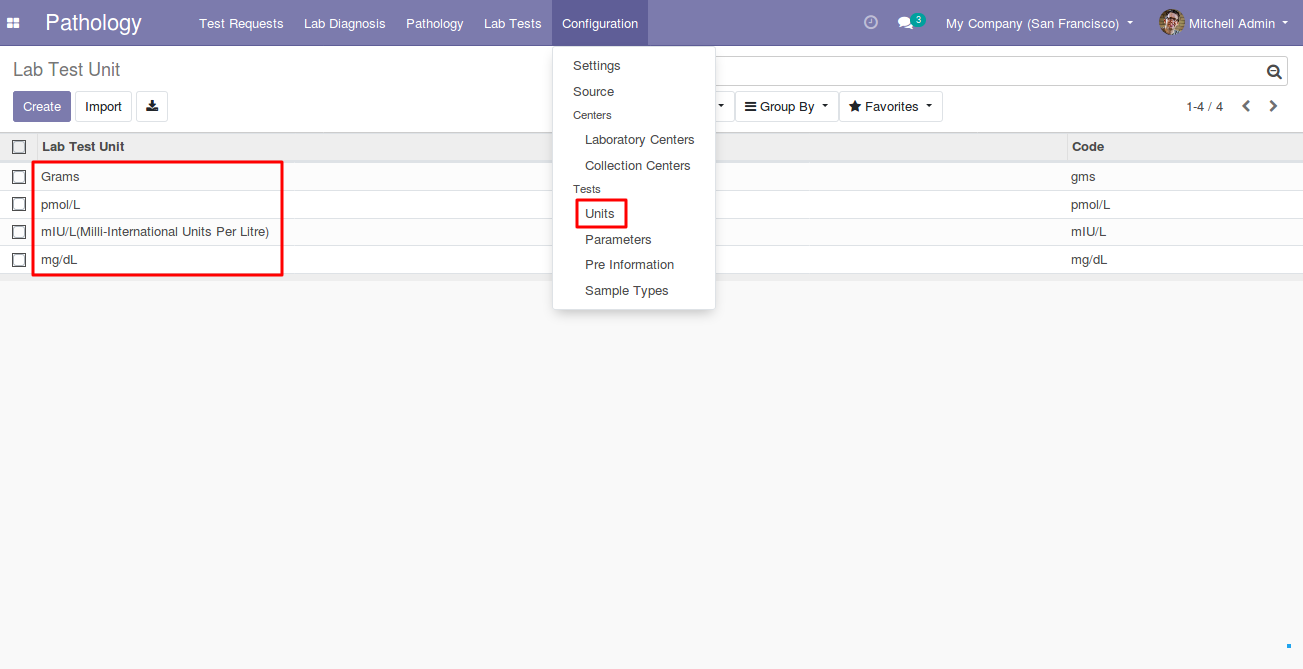 Pathology Test Requests Lab Diagnosis Pathology Lab Tests Configuration 3 My Company (San Francisco) Mitchell Admin
Lab Test Unit
Create Import Group By Favorites 1-4 / 4
Settings
Source
Centers
Laboratory Centers
Collection Centers
Tests
Units
Parameters
Pre Information
Sample Types
Lab Test Unit Code
Grams gms
pmol/L pmol/L
mIU/L(Milli-International Units Per Litre) mIU/L
mg/dL mg/dL